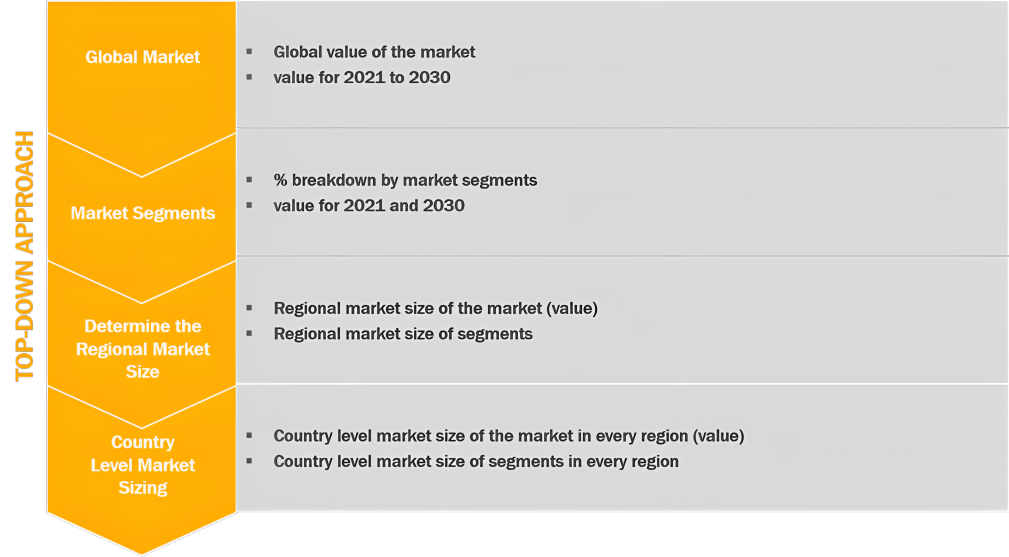 TOP-DOWN APPROACH
Global Market
▪ Global value of the market
▪ value for 2021 to 2030
Market Segments
▪ % breakdown by market segments
▪ value for 2021 and 2030
Determine the
Regional Market
Size
▪ Regional market size of the market (value)
▪ Regional market size of segments
Country
Level Market
Sizing
▪ Country level market size of the market in every region (value)
▪ Country level market size of segments in every region